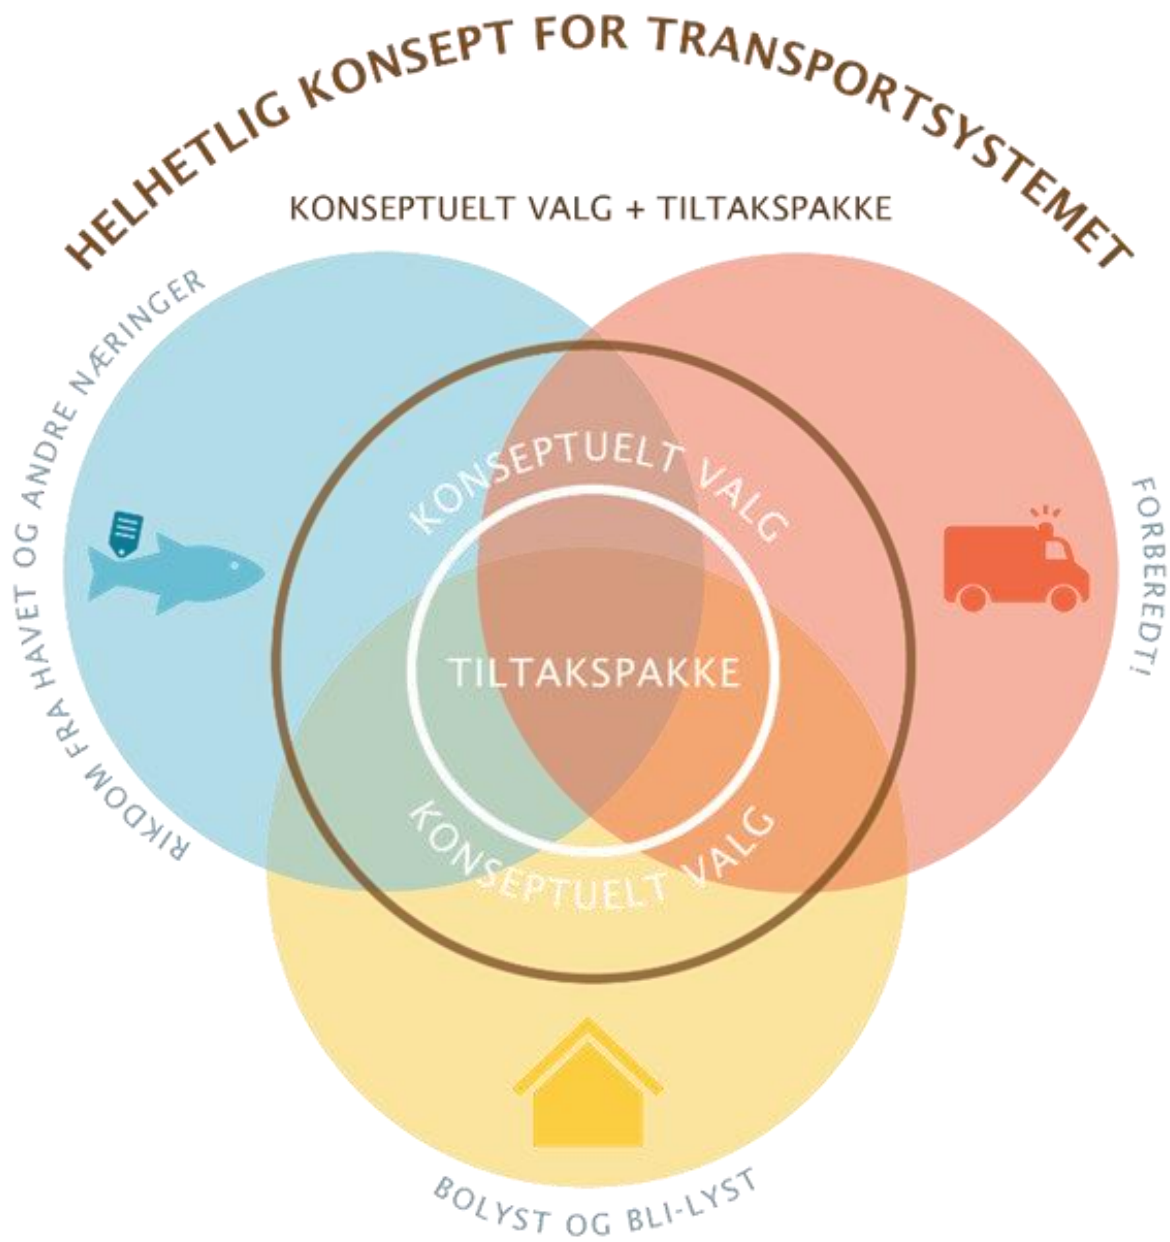 HELHETLIG KONSEPT FOR TRANSPORTSYSTEMET
KONSEPTUELT VALG + TILTAKSPAKKE
RIKDOM FRA HAVET OG ANDRE NÆRINGER
KONSEPTUELT VALG
FORBEREDT!
TILTAKSPAKKE
KONSEPTUELT VALG
BOLYST OG BLI-LYST